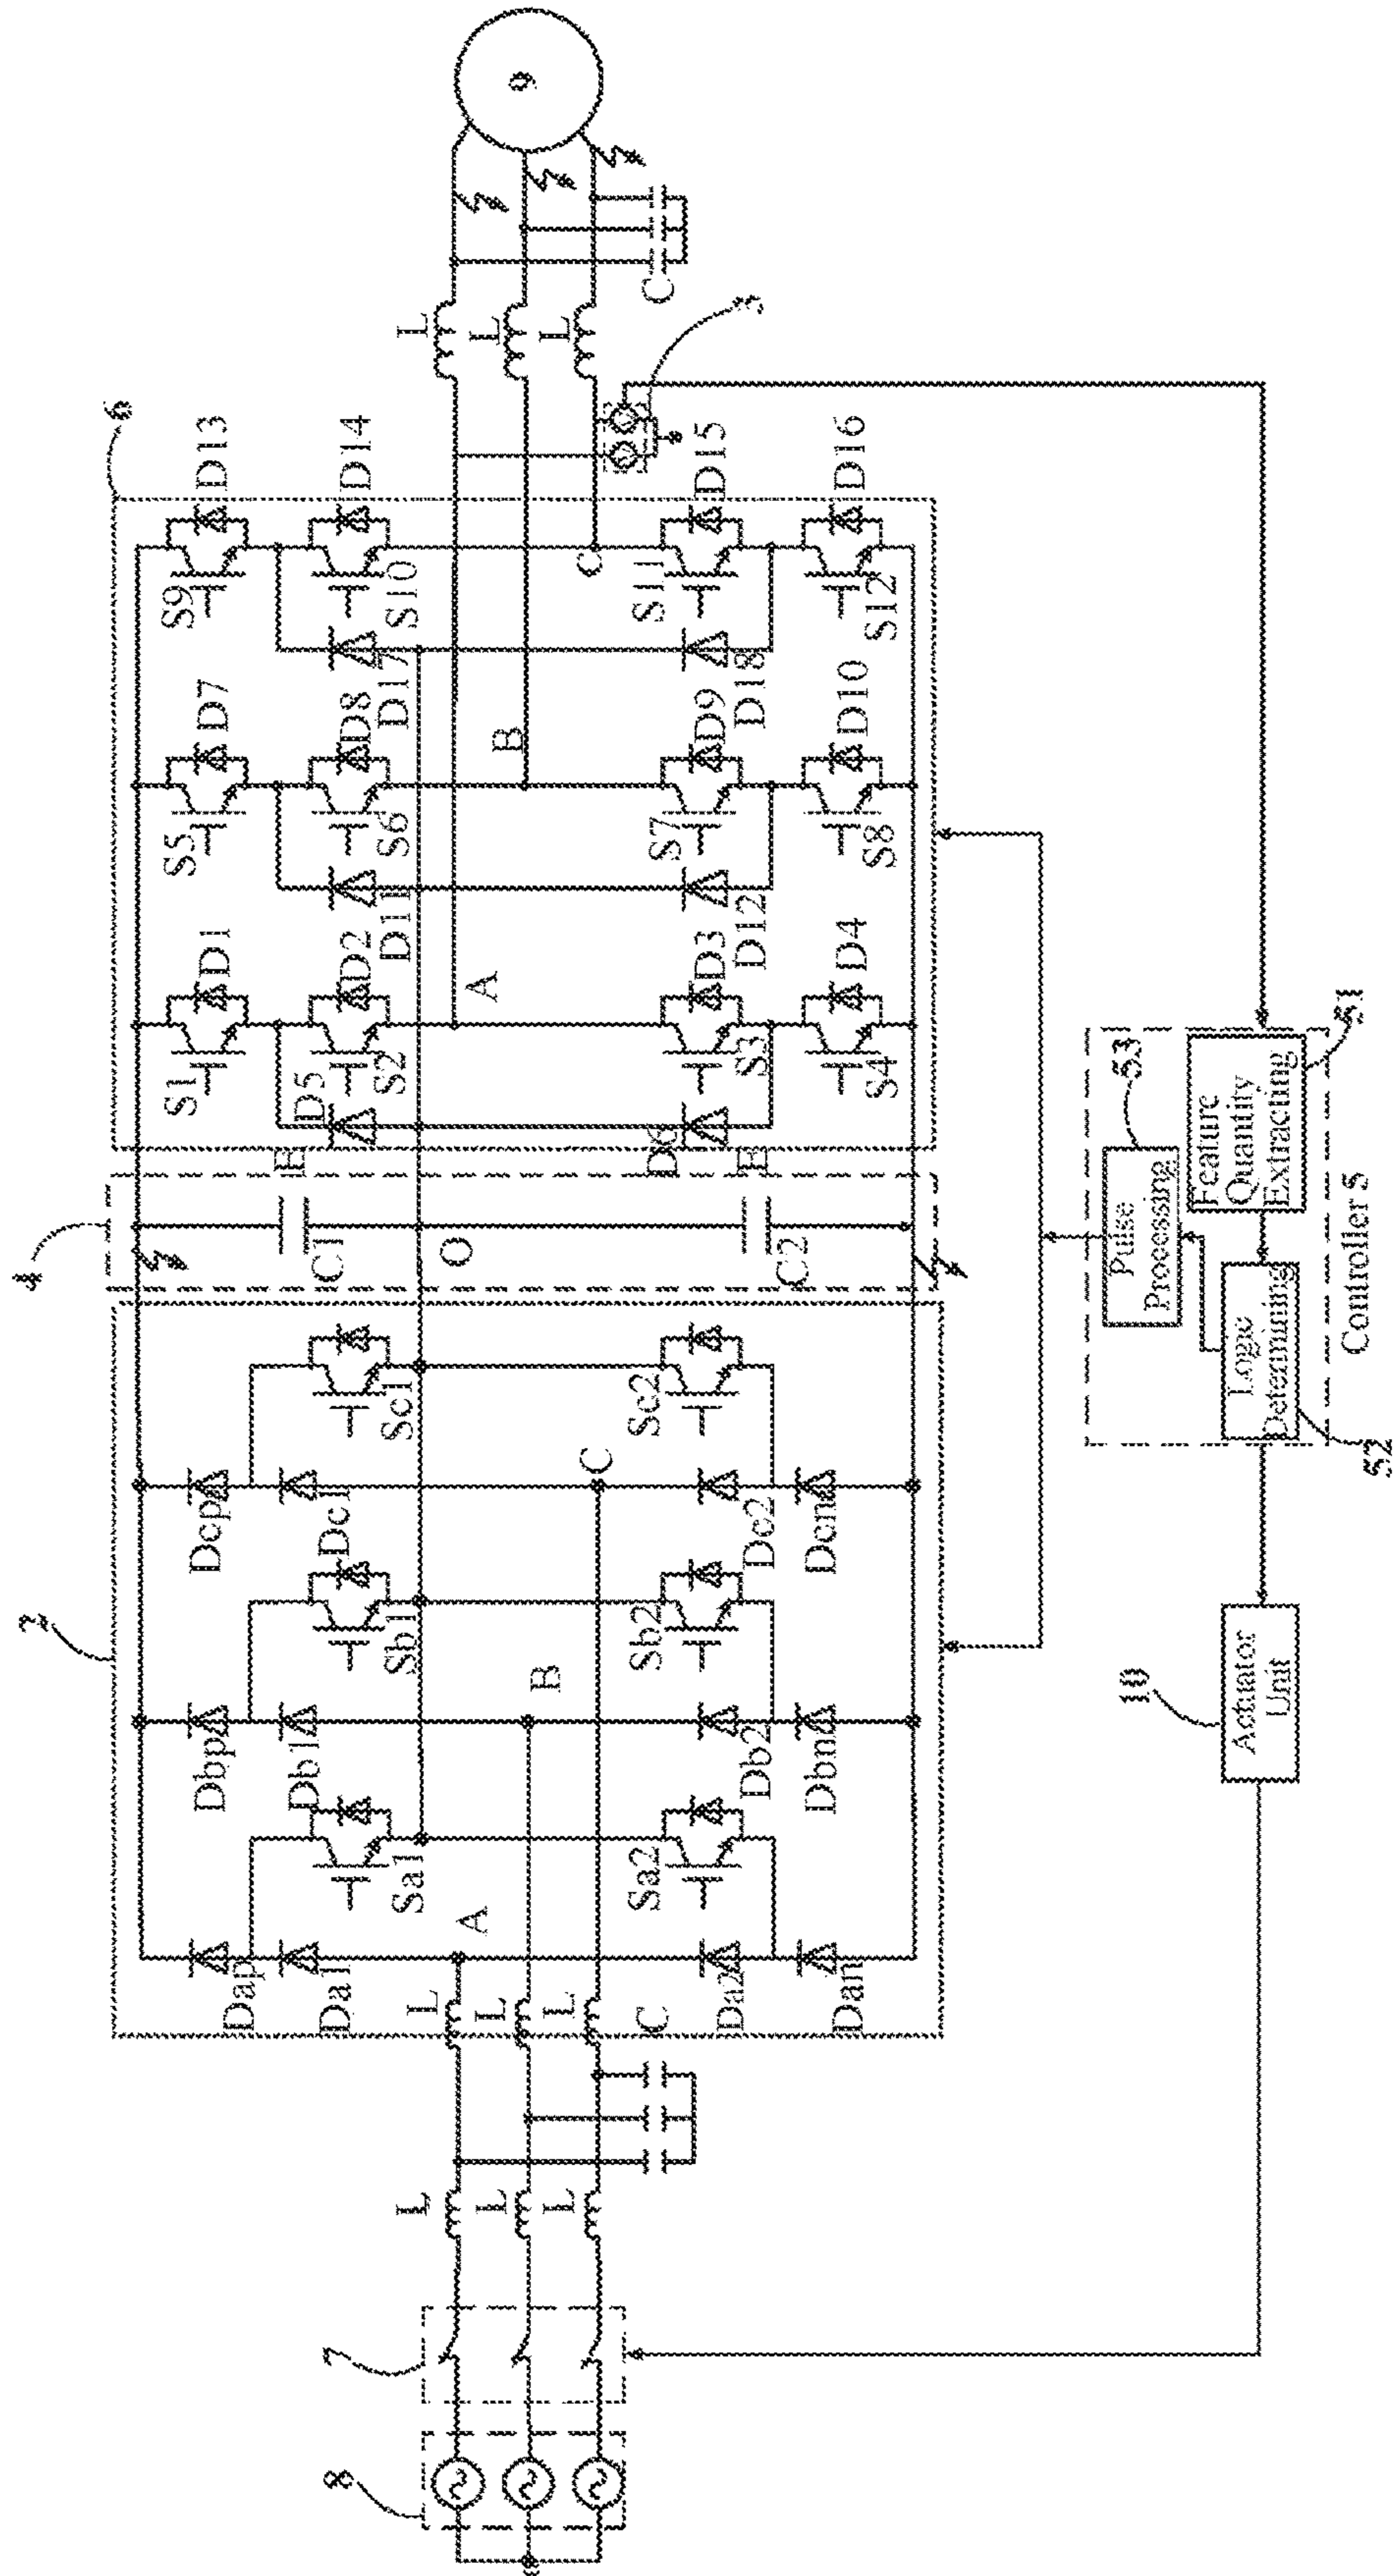 8
7
2
4
6
L
L
L
L
L
L
C
A
B
C
Dap
Da1
Sa1
Dbp
Db1
Sb1
Dcp
Dc1
Sc1
Sa2
Da2
Dan
Sb2
Db2
Dbn
Sc2
Dc2
Dcn
C1
E
O
C2
E
S1
D1
D5
S2
D2
A
D6
S3
D3
S4
D4
S5
D7
S6
D8
D11
B
S7
D9
D12
S8
D10
S9
D13
S10
D14
D17
C
S11
D15
D18
S12
D16
L
L
L
C
3
9
10
Actuator
Unit
Logic
Determining
52
Pulse
Processing
53
Feature
Quantity
Extracting
51
Controller 5